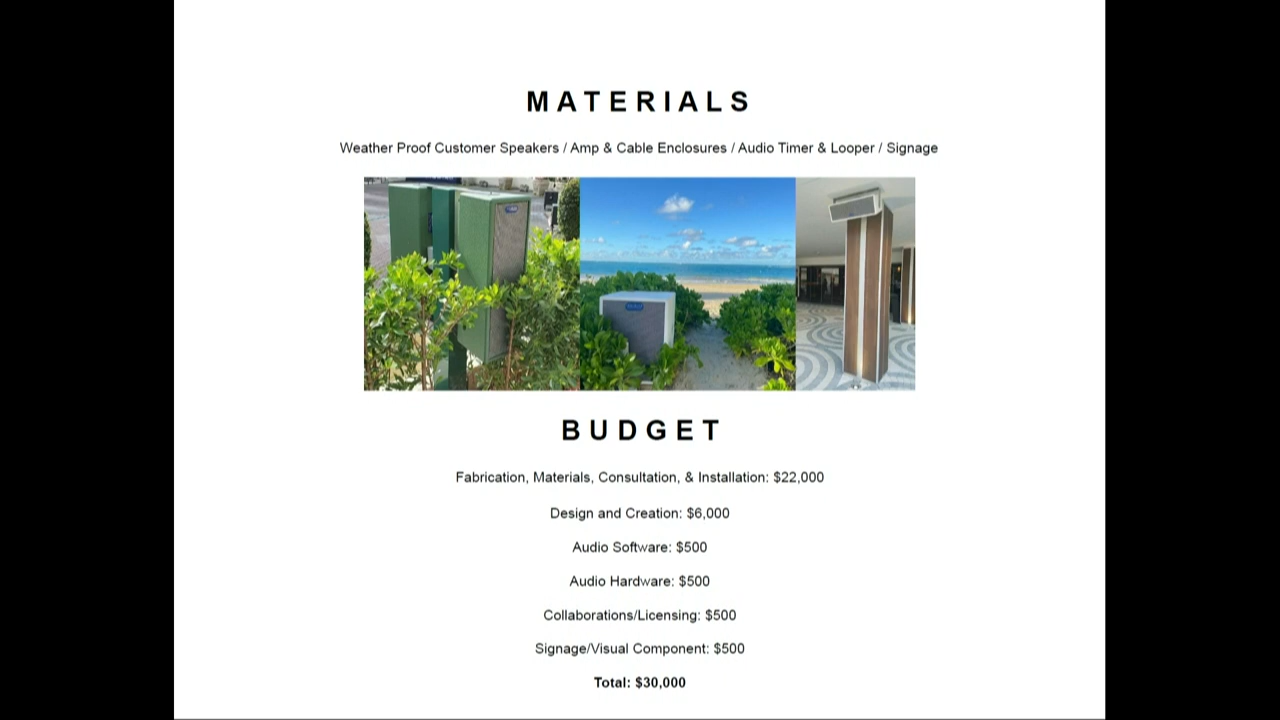 MATERIALS
Weather Proof Customer Speakers / Amp & Cable Enclosures / Audio Timer & Looper / Signage
BUDGET
Fabrication, Materials, Consultation, & Installation: $22,000
Design and Creation: $6,000
Audio Software: $500
Audio Hardware: $500
Collaborations/Licensing: $500
Signage/Visual Component: $500
Total: $30,000